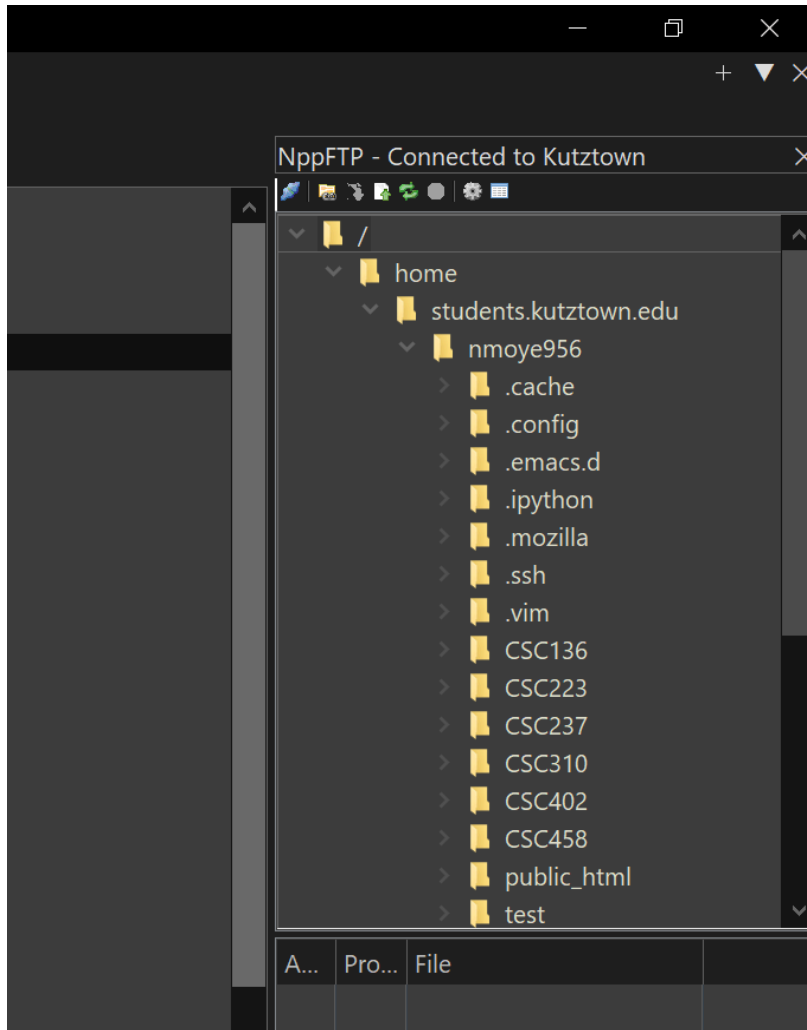 NppFTP - Connected to Kutztown
/
home
students.kutztown.edu
nmoye956
.cache
.config
.emacs.d
.ipython
.mozilla
.ssh
.vim
CSC136
CSC223
CSC237
CSC310
CSC402
CSC458
public_html
test
A... Pro... File